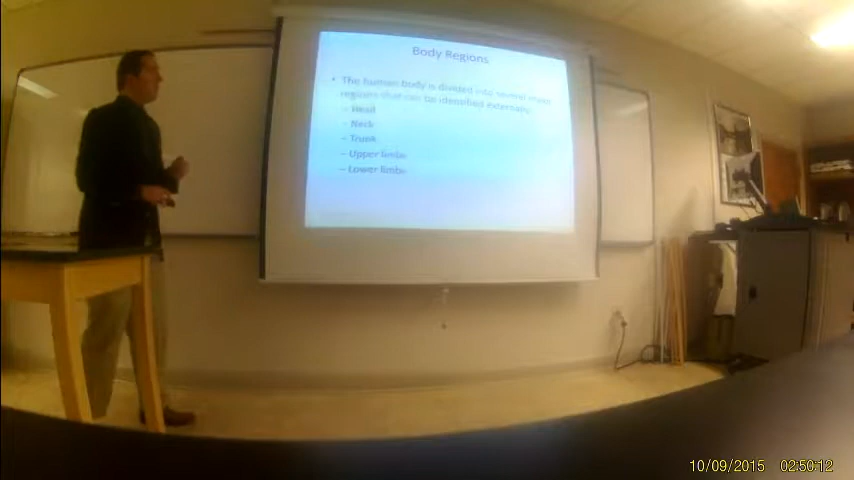 Body Regions
• The human body is divided into several major
regions that can be identified externally:
– Head
– Neck
– Trunk
– Upper limbs
– Lower limbs
10/09/2015 02:50:12